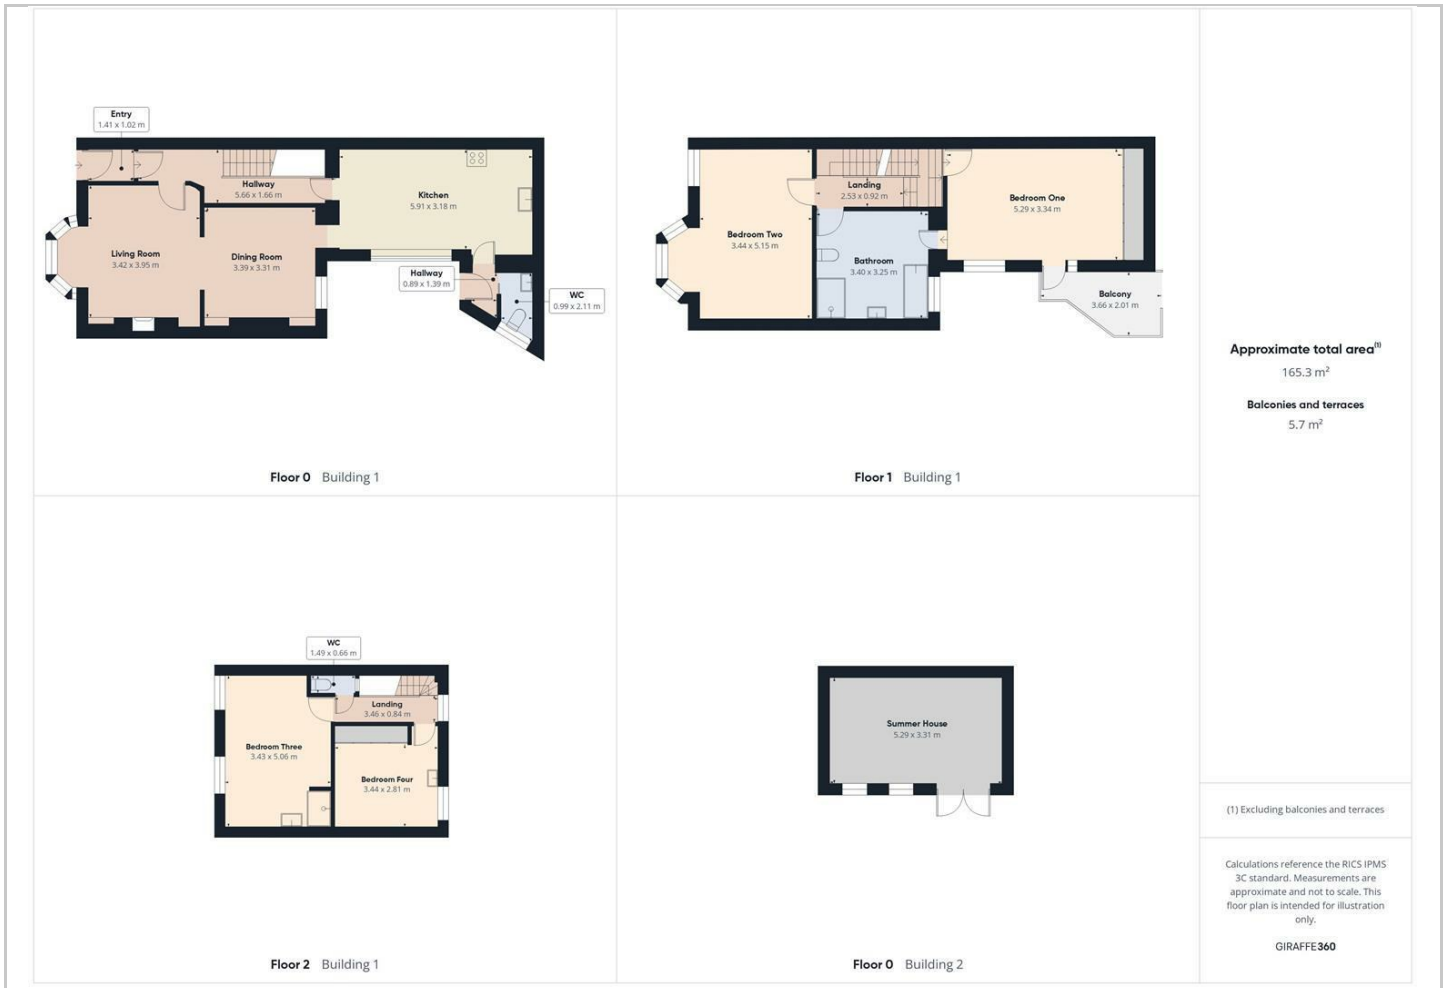 Entry
1.41 x 1.02 m
Hallway
5.66 x 1.66 m
Kitchen
5.91 x 3.18 m
Living Room
3.42 x 3.95 m
Dining Room
3.39 x 3.31 m
Hallway
0.89 x 1.39 m
WC
0.99 x 2.11 m
Floor 0 Building 1
Landing
2.53 x 0.92 m
Bedroom One
5.29 x 3.34 m
Bedroom Two
3.44 x 5.15 m
Bathroom
3.40 x 3.25 m
Balcony
3.66 x 2.01 m
Floor 1 Building 1
WC
1.49 x 0.66 m
Landing
3.46 x 0.84 m
Bedroom Three
3.43 x 5.06 m
Bedroom Four
3.44 x 2.81 m
Floor 2 Building 1
Summer House
5.29 x 3.31 m
Floor 0 Building 2
Approximate total area(1)
165.3 m²
Balconies and terraces
5.7 m²
(1) Excluding balconies and terraces
Calculations reference the RICS IPMS
3C standard. Measurements are
approximate and not to scale. This
floor plan is intended for illustration
only.
GIRAFFE360